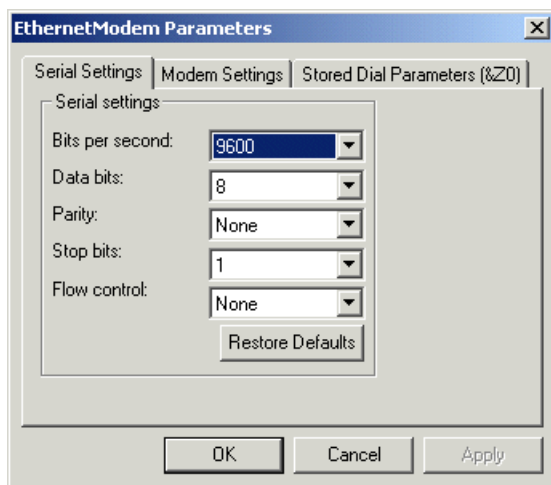 EthernetModem Parameters
Serial Settings Modem Settings Stored Dial Parameters (&Z0)
Serial settings
Bits per second: 9600
Data bits: 8
Parity: None
Stop bits: 1
Flow control: None
Restore Defaults
OK Cancel Apply